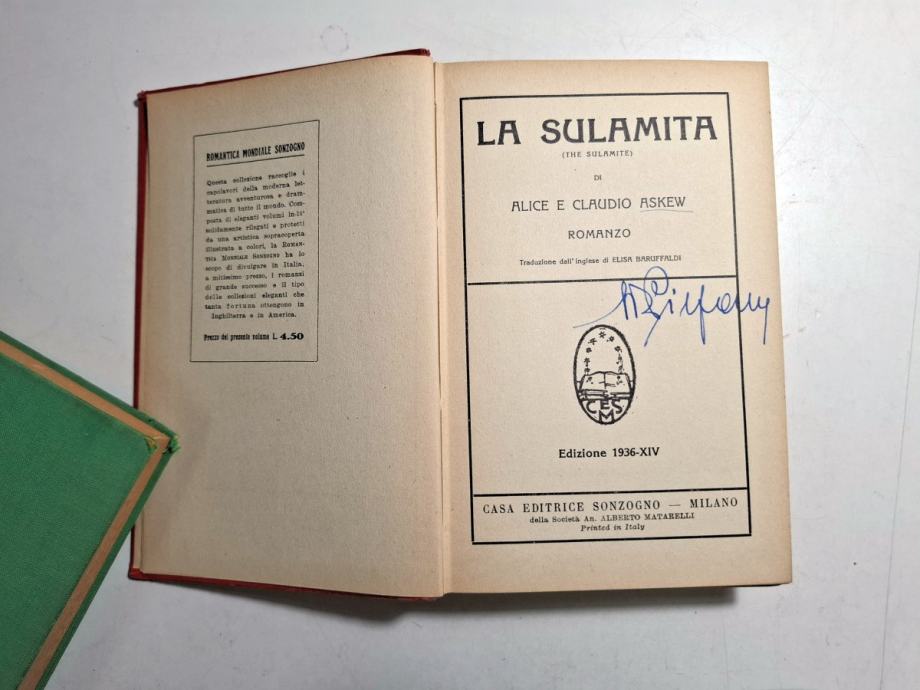 ROMANTICA MONDIALE SONZOGNO
Questa collezione raccoglie i
capolavori della moderna let-
teratura avventurosa e dram-
matica di tutto il mondo. Com-
posta di eleganti volumi in-16°
solidamente rilegati e protetti
da una artistica sopracoperta
illustrata a colori, la ROMAN-
TICA MONDIALE SONZOGNO ha lo
scopo di divulgare in Italia,
a mitissimo prezzo, i romanzi
di grande successo e il tipo
delle collezioni eleganti che
tanta fortuna ottengono in
Inghilterra e in America.
Prezzo del presente volume L. 4.50
LA SULAMITA
(THE SULAMITE)
DI
ALICE E CLAUDIO ASKEW
ROMANZO
Traduzione dall'inglese di ELISA BARUFFALDI
CES
M
Edizione 1936-XIV
CASA EDITRICE SONZOGNO — MILANO
della Società An. ALBERTO MATARELLI
Printed in Italy